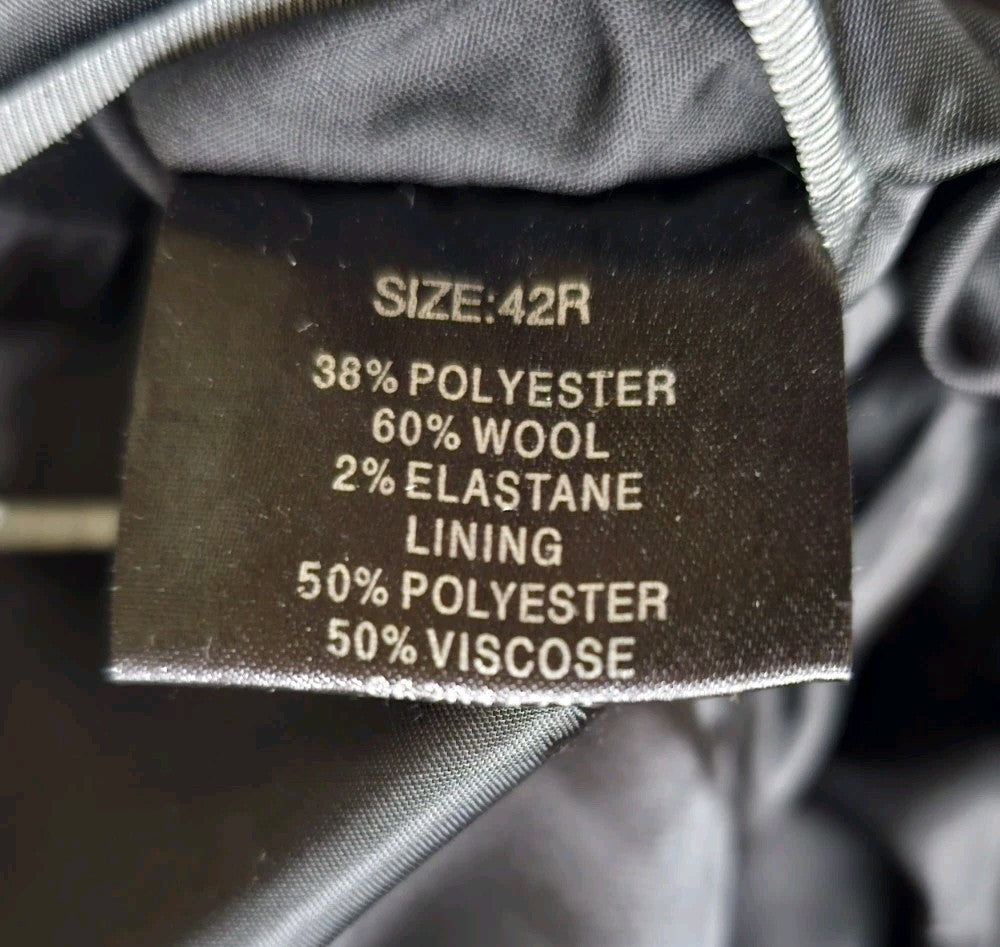 SIZE:42R
38% POLYESTER
60% WOOL
2% ELASTANE
LINING
50% POLYESTER
50% VISCOSE